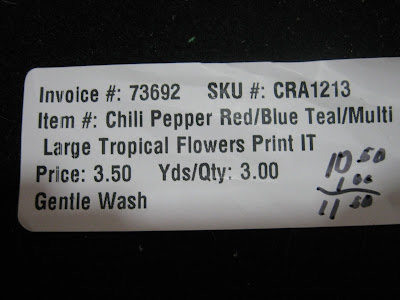 Invoice #: 73692 SKU #: CRA1213
Item #: Chili Pepper Red/Blue Teal/Multi
Large Tropical Flowers Print IT
Price: 3.50 Yds/Qty: 3.00
Gentle Wash
10.50
1.00
11.50